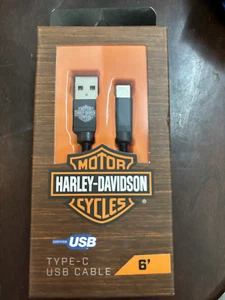 MOTOR
HARLEY-DAVIDSON
CYCLES
®
USB
TYPE-C
USB CABLE
6'